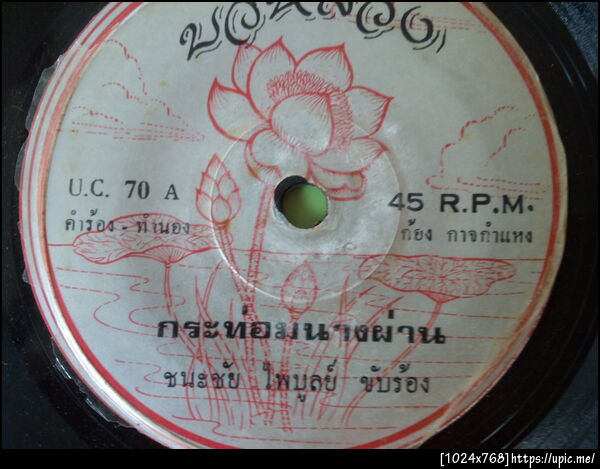 U.C. 70 A
45 R.P.M.
คำร้อง - ทำนอง
ก้อง กาจกำแหง
กระท่อมนางผ่าน
ชนะชัย ไพบูลย์ ขับร้อง
[1024x768]https://upic.me/